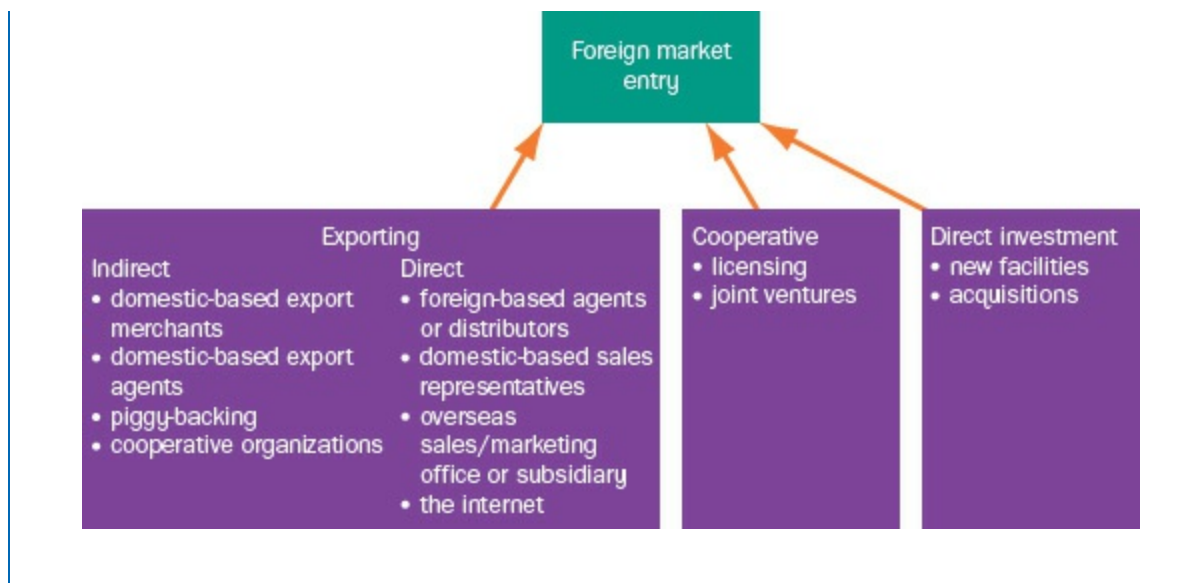 Foreign market
entry
Exporting
Indirect
• domestic-based export
merchants
• domestic-based export
agents
• piggy-backing
• cooperative organizations
Direct
• foreign-based agents
or distributors
• domestic-based sales
representatives
• overseas
sales/marketing
office or subsidiary
• the internet
Cooperative
• licensing
• joint ventures
Direct investment
• new facilities
• acquisitions